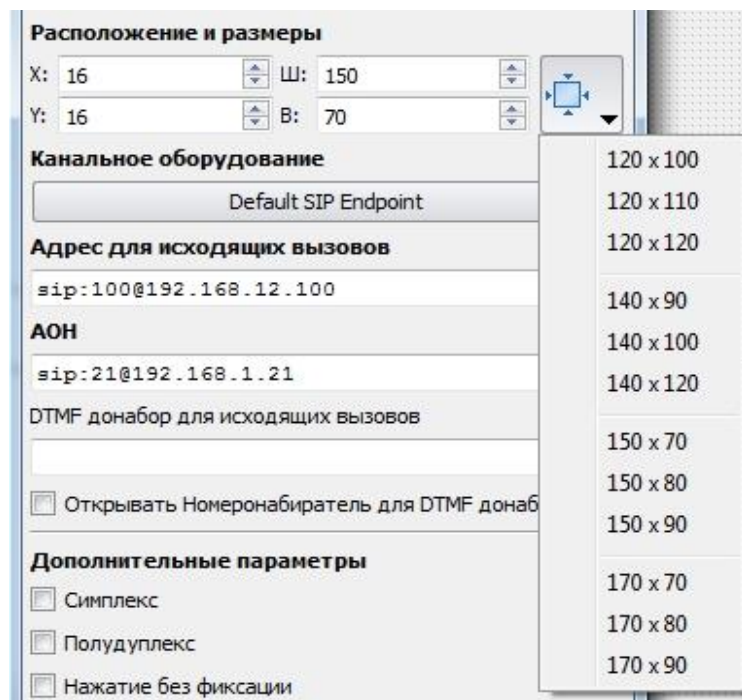 Расположение и размеры
X: 16 Ш: 150
Y: 16 В: 70
Канальное оборудование
Default SIP Endpoint
Адрес для исходящих вызовов
sip:100@192.168.12.100
АОН
sip:21@192.168.1.21
DTMF донабор для исходящих вызовов
Открывать Номеронабиратель для DTMF донаб
Дополнительные параметры
Симплекс
Полудуплекс
Нажатие без фиксации
120 x 100
120 x 110
120 x 120
140 x 90
140 x 100
140 x 120
150 x 70
150 x 80
150 x 90
170 x 70
170 x 80
170 x 90